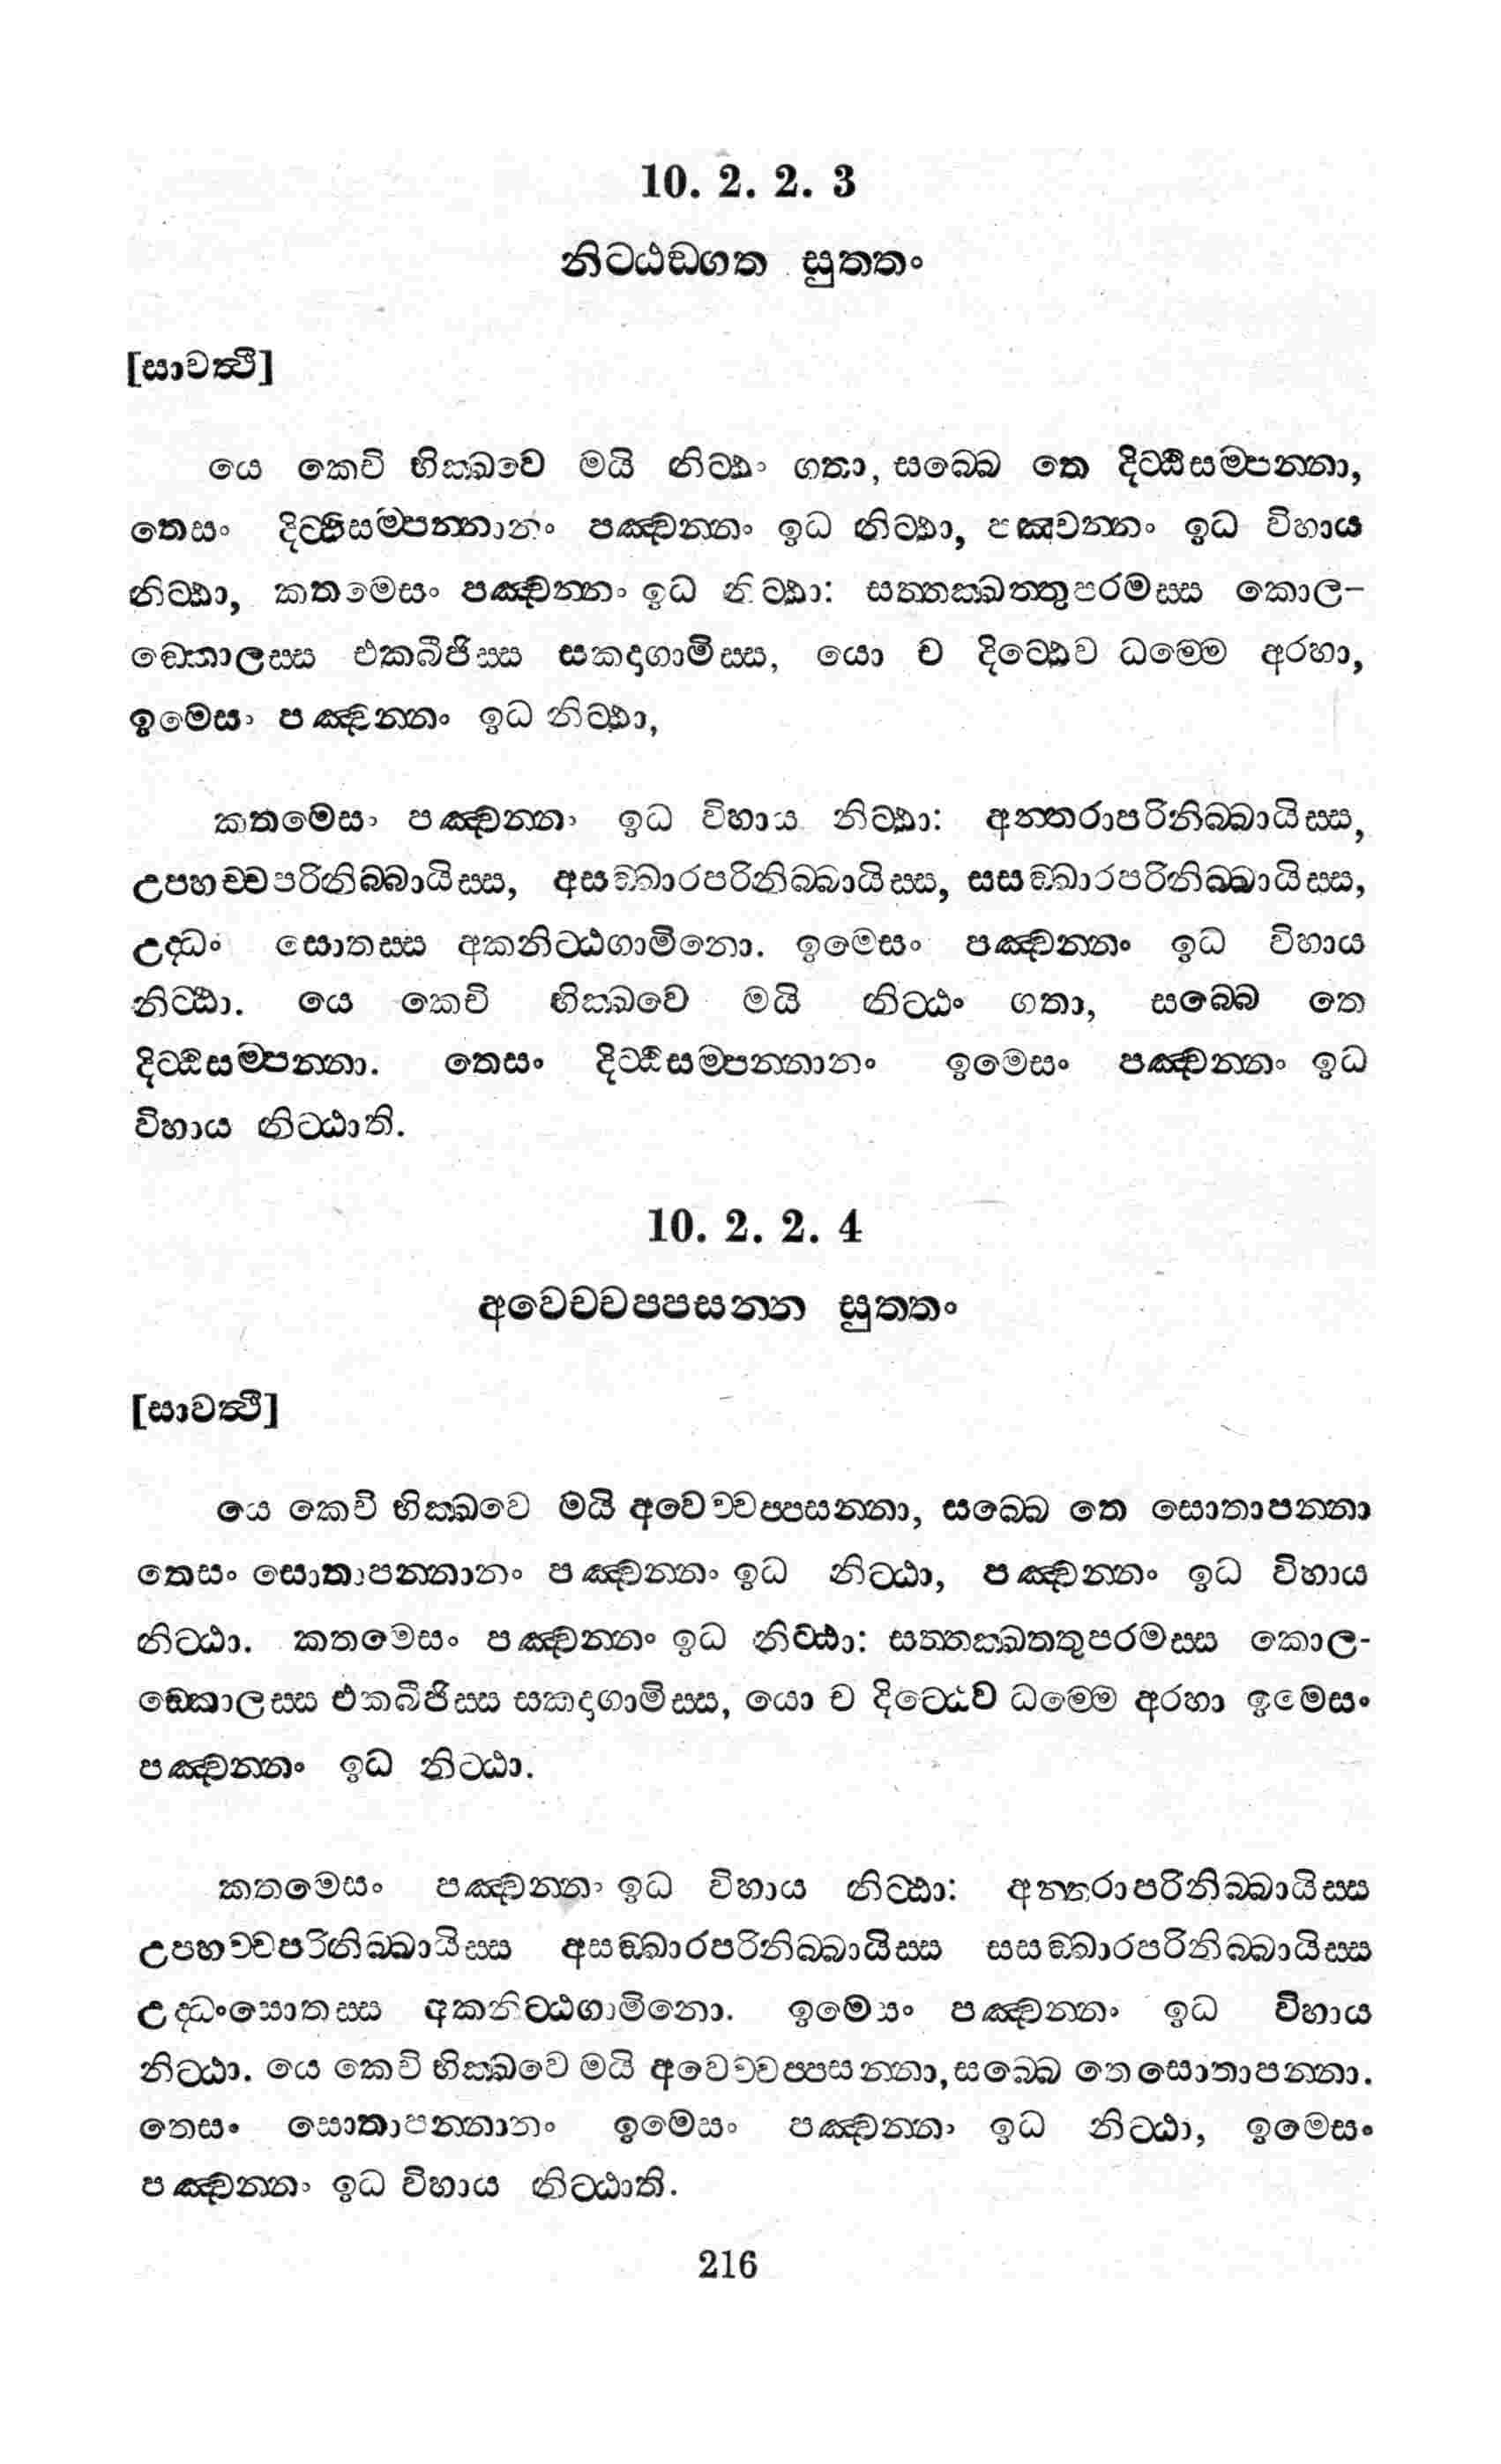 10. 2. 2. 3
නිට්ඨඞ්ගත සුත්තං
[සාවත්ථි]
යෙ කෙචි භික්ඛවෙ මයි නිට්ඨං ගතා, සබ්බෙ තෙ දිට්ඨිසම්පන්නා,
තෙසං දිට්ඨිසම්පන්නානං පඤ්චන්නං ඉධ නිට්ඨා, පඤ්චන්නං ඉධ විහාය
නිට්ඨා, කතමෙසං පඤ්චන්නං ඉධ නිට්ඨා: සත්තක්ඛත්තුපරමස්ස කොල-
ඞ්කොලස්ස එකබීජිස්ස සකදාගාමිස්ස, යො ච දිට්ඨෙව ධම්මෙ අරහා,
ඉමෙසං පඤ්චන්නං ඉධ නිට්ඨා,
කතමෙසං පඤ්චන්නං ඉධ විහාය නිට්ඨා: අන්තරාපරිනිබ්බායිස්ස,
උපහච්චපරිනිබ්බායිස්ස, අසඞ්ඛාරපරිනිබ්බායිස්ස, සසඞ්ඛාරපරිනිබ්බායිස්ස,
උද්ධං සොතස්ස අකනිට්ඨගාමිනො. ඉමෙසං පඤ්චන්නං ඉධ විහාය
නිට්ඨා. යෙ කෙචි භික්ඛවෙ මයි නිට්ඨං ගතා, සබ්බෙ තෙ
දිට්ඨිසම්පන්නා. තෙසං දිට්ඨිසම්පන්නානං ඉමෙසං පඤ්චන්නං ඉධ
විහාය නිට්ඨාති.
10. 2. 2. 4
අවෙච්චප්පසන්න සුත්තං
[සාවත්ථි]
යෙ කෙචි භික්ඛවෙ මයි අවෙච්චප්පසන්නා, සබ්බෙ තෙ සොතාපන්නා
තෙසං සොතාපන්නානං පඤ්චන්නං ඉධ නිට්ඨා, පඤ්චන්නං ඉධ විහාය
නිට්ඨා. කතමෙසං පඤ්චන්නං ඉධ නිට්ඨා: සත්තක්ඛත්තුපරමස්ස කොල-
ඞ්කොලස්ස එකබීජිස්ස සකදාගාමිස්ස, යො ච දිට්ඨෙව ධම්මෙ අරහා ඉමෙසං
පඤ්චන්නං ඉධ නිට්ඨා.
කතමෙසං පඤ්චන්නං ඉධ විහාය නිට්ඨා: අන්තරාපරිනිබ්බායිස්ස
උපහච්චපරිනිබ්බායිස්ස අසඞ්ඛාරපරිනිබ්බායිස්ස සසඞ්ඛාරපරිනිබ්බායිස්ස
උද්ධංසොතස්ස අකනිට්ඨගාමිනො. ඉමෙසං පඤ්චන්නං ඉධ විහාය
නිට්ඨා. යෙ කෙචි භික්ඛවෙ මයි අවෙච්චප්පසන්නා, සබ්බෙ තෙ සොතාපන්නා.
තෙසං සොතාපන්නානං ඉමෙසං පඤ්චන්නං ඉධ නිට්ඨා, ඉමෙසං
පඤ්චන්නං ඉධ විහාය නිට්ඨාති.
216